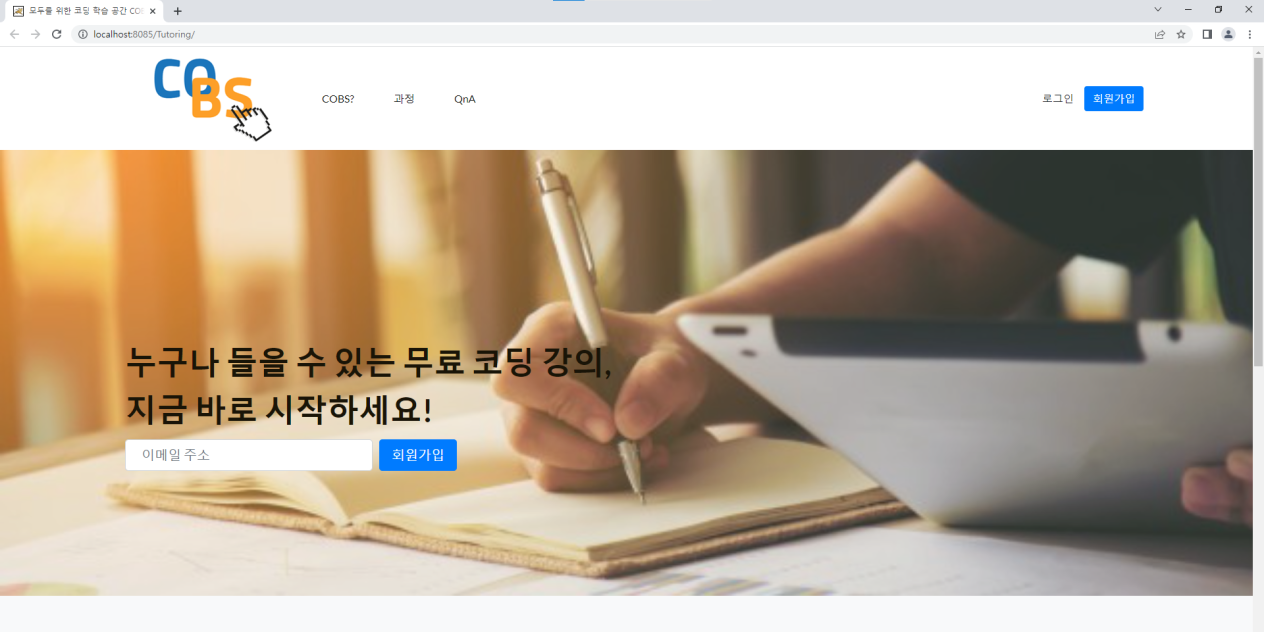 모두를 위한 코딩 학습 공간 CO
localhost:8085/Tutoring/
COBS
COBS?
과정
QnA
로그인
회원가입
누구나 들을 수 있는 무료 코딩 강의,
지금 바로 시작하세요!
이메일 주소
회원가입